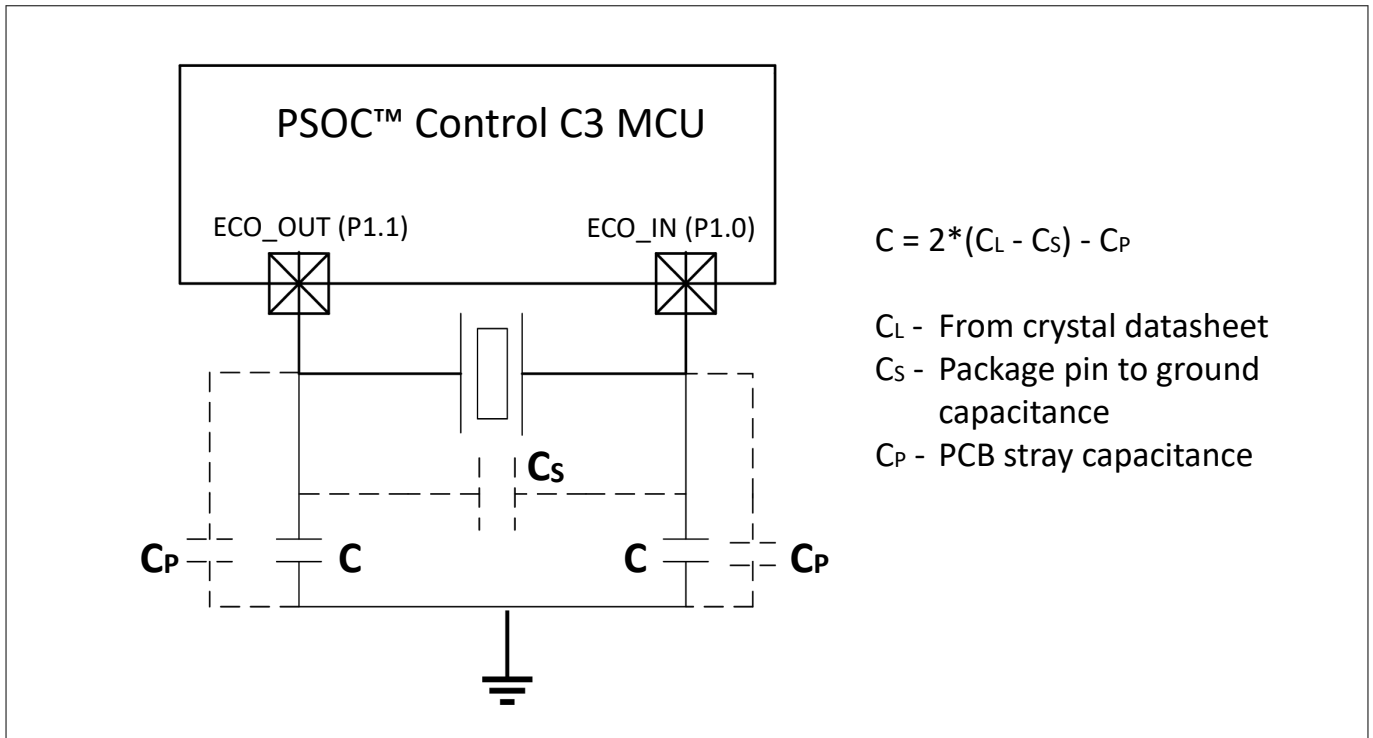 PSOC™ Control C3 MCU
ECO_OUT (P1.1)
ECO_IN (P1.0)
C = 2*(CL - CS) - CP
CL - From crystal datasheet
CS - Package pin to ground
capacitance
CP - PCB stray capacitance
CS
CP
C
C
CP